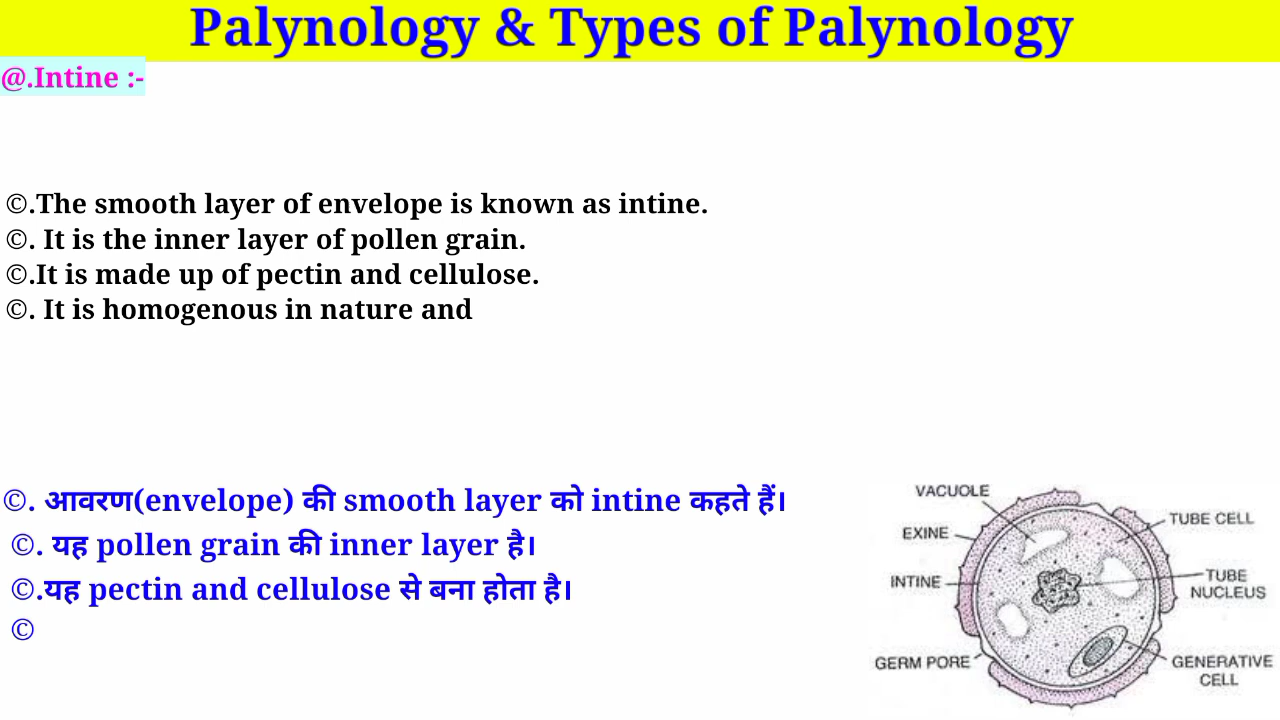 Palynology & Types of Palynology
@.Intine :-
©.The smooth layer of envelope is known as intine.
©. It is the inner layer of pollen grain.
©.It is made up of pectin and cellulose.
©. It is homogenous in nature and
©. आवरण(envelope) की smooth layer को intine कहते हैं।
©. यह pollen grain की inner layer है।
©.यह pectin and cellulose से बना होता है।
©
VACUOLE
TUBE CELL
EXINE
INTINE
TUBE
NUCLEUS
GERM PORE
GENERATIVE
CELL